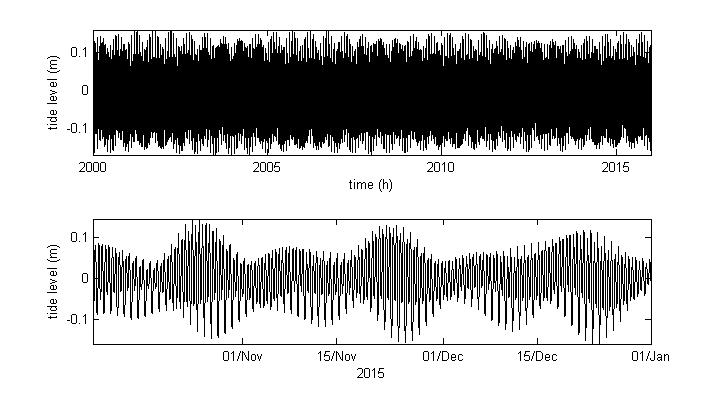 tide level (m)
0.1
0
-0.1
2000 2005 2010 2015
time (h)
tide level (m)
0.1
0
-0.1
01/Nov 15/Nov 01/Dec 15/Dec 01/Jan
2015